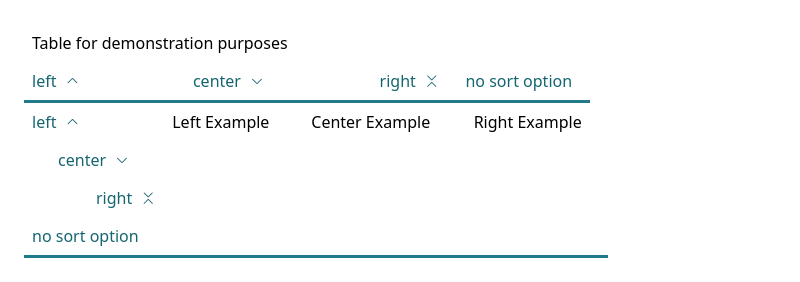 Table for demonstration purposes
left center right no sort option
left Left Example Center Example Right Example
center
right
no sort option